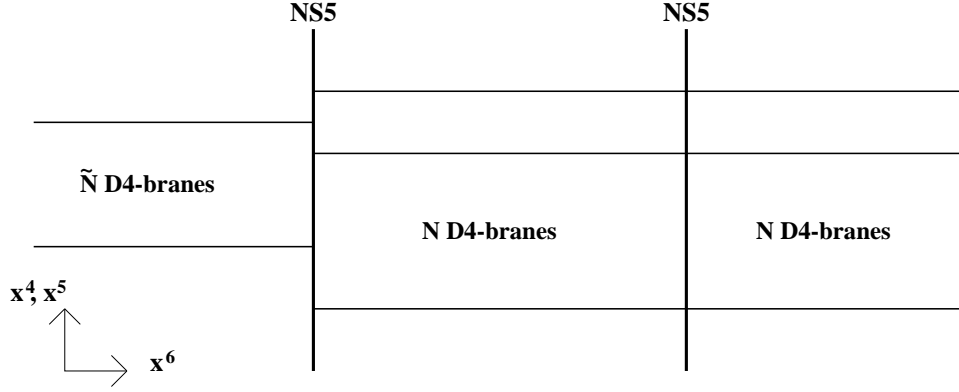 NS5 NS5
Ñ D4-branes
N D4-branes N D4-branes
x⁴, x⁵
x⁶